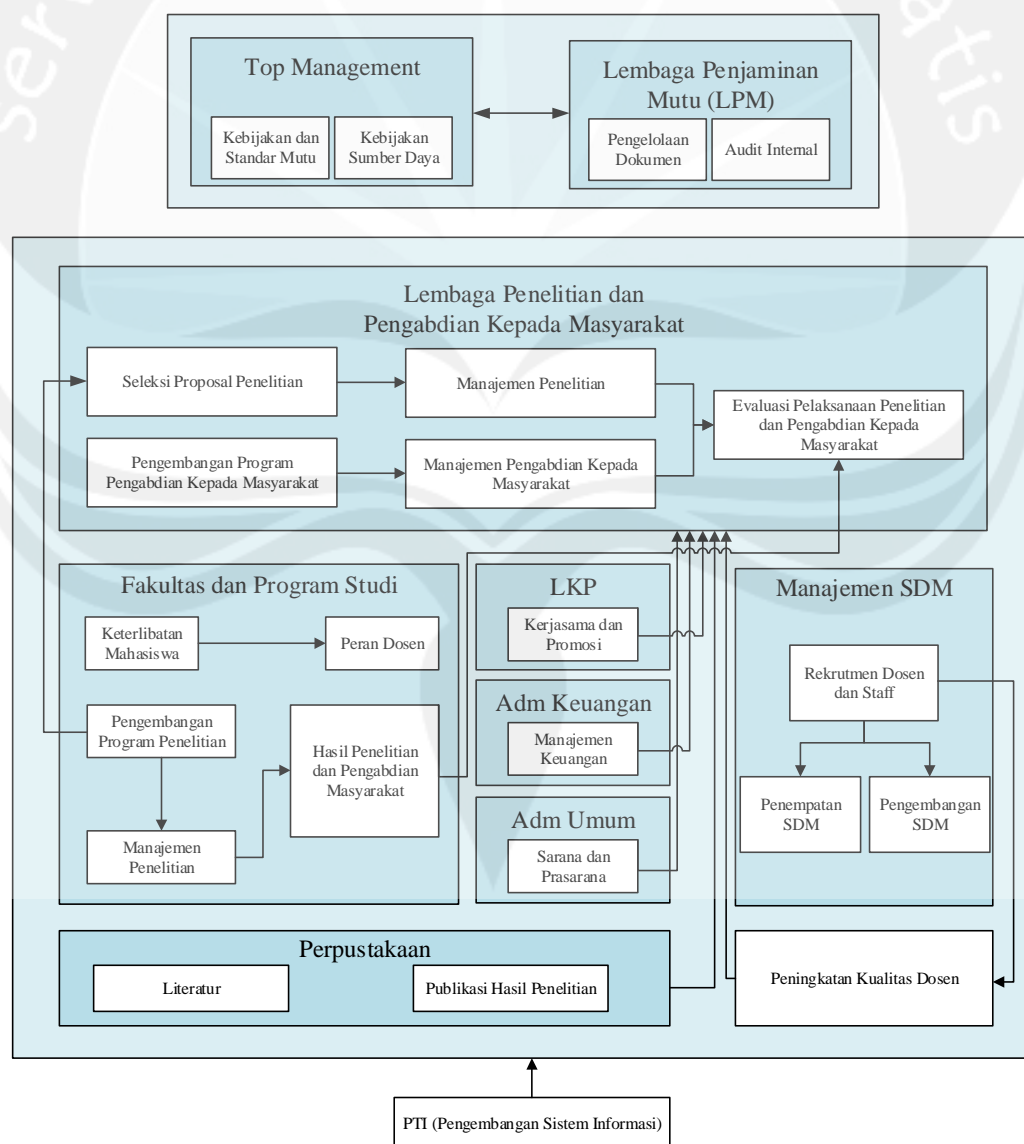 Top Management
Kebijakan dan
Standar Mutu
Kebijakan
Sumber Daya
Lembaga Penjaminan
Mutu (LPM)
Pengelolaan
Dokumen
Audit Internal
Lembaga Penelitian dan
Pengabdian Kepada Masyarakat
Seleksi Proposal Penelitian
Manajemen Penelitian
Evaluasi Pelaksanaan Penelitian
dan Pengabdian Kepada
Masyarakat
Pengembangan Program
Pengabdian Kepada Masyarakat
Manajemen Pengabdian Kepada
Masyarakat
Fakultas dan Program Studi
Keterlibatan
Mahasiswa
Peran Dosen
Pengembangan
Program Penelitian
Hasil Penelitian
dan Pengabdian
Masyarakat
Manajemen
Penelitian
LKP
Kerjasama dan
Promosi
Adm Keuangan
Manajemen
Keuangan
Adm Umum
Sarana dan
Prasarana
Manajemen SDM
Rekrutmen Dosen
dan Staff
Penempatan
SDM
Pengembangan
SDM
Perpustakaan
Literatur
Publikasi Hasil Penelitian
Peningkatan Kualitas Dosen
PTI (Pengembangan Sistem Informasi)